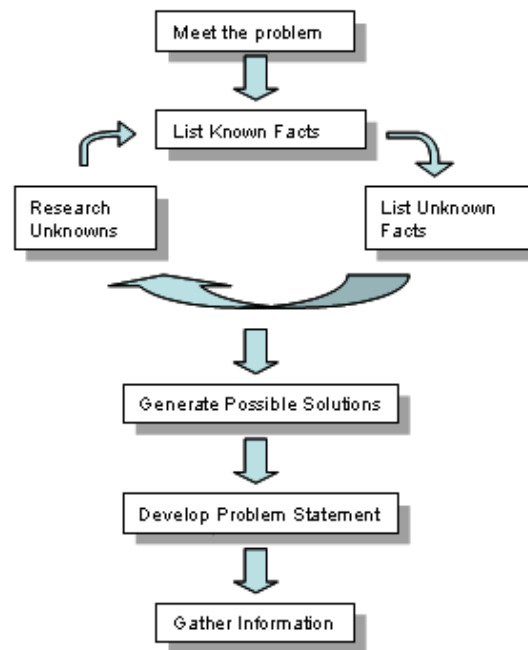 Meet the problem
List Known Facts
Research
Unknowns
List Unknown
Facts
Generate Possible Solutions
Develop Problem Statement
Gather Information